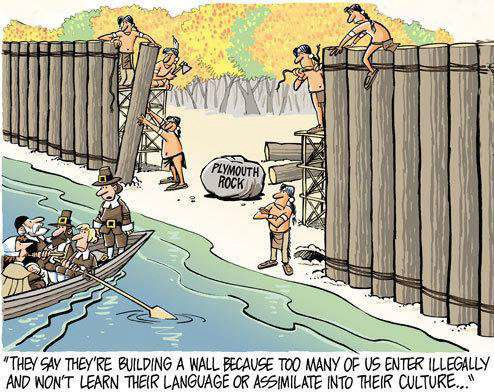 PLYMOUTH
ROCK
"THEY SAY THEY'RE BUILDING A WALL BECAUSE TOO MANY OF US ENTER ILLEGALLY
AND WON'T LEARN THEIR LANGUAGE OR ASSIMILATE INTO THEIR CULTURE..."